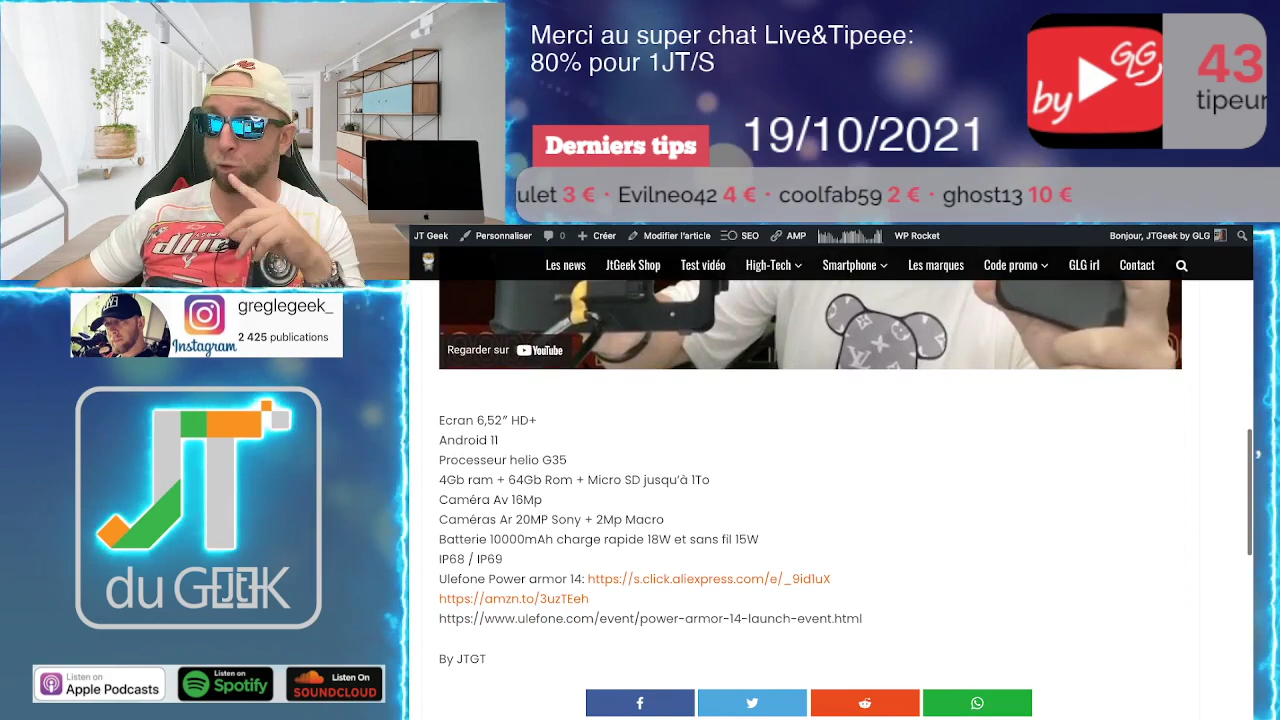 Merci au super chat Live&Tipeee:
80% pour 1JT/S
by GLG
43
tipeur
Derniers tips
19/10/2021
ulet 3 € · Evilneo42 4 € · coolfab59 2 € · ghost13 10 €
JT Geek Personnaliser 0 Créer Modifier l'article SEO AMP WP Rocket Bonjour, JTGeek by GLG
Les news JtGeek Shop Test vidéo High-Tech Smartphone Les marques Code promo GLG irl Contact
Regarder sur YouTube
greglegeek_
2 425 publications
Instagram
JT
du GEEK
Listen on
Apple Podcasts
Listen on
Spotify
Listen On
SOUNDCLOUD
Ecran 6,52″ HD+
Android 11
Processeur helio G35
4Gb ram + 64Gb Rom + Micro SD jusqu'à 1To
Caméra Av 16Mp
Caméras Ar 20MP Sony + 2Mp Macro
Batterie 10000mAh charge rapide 18W et sans fil 15W
IP68 / IP69
Ulefone Power armor 14: https://s.click.aliexpress.com/e/_9id1uX
https://amzn.to/3uzTEeh
https://www.ulefone.com/event/power-armor-14-launch-event.html
By JTGT